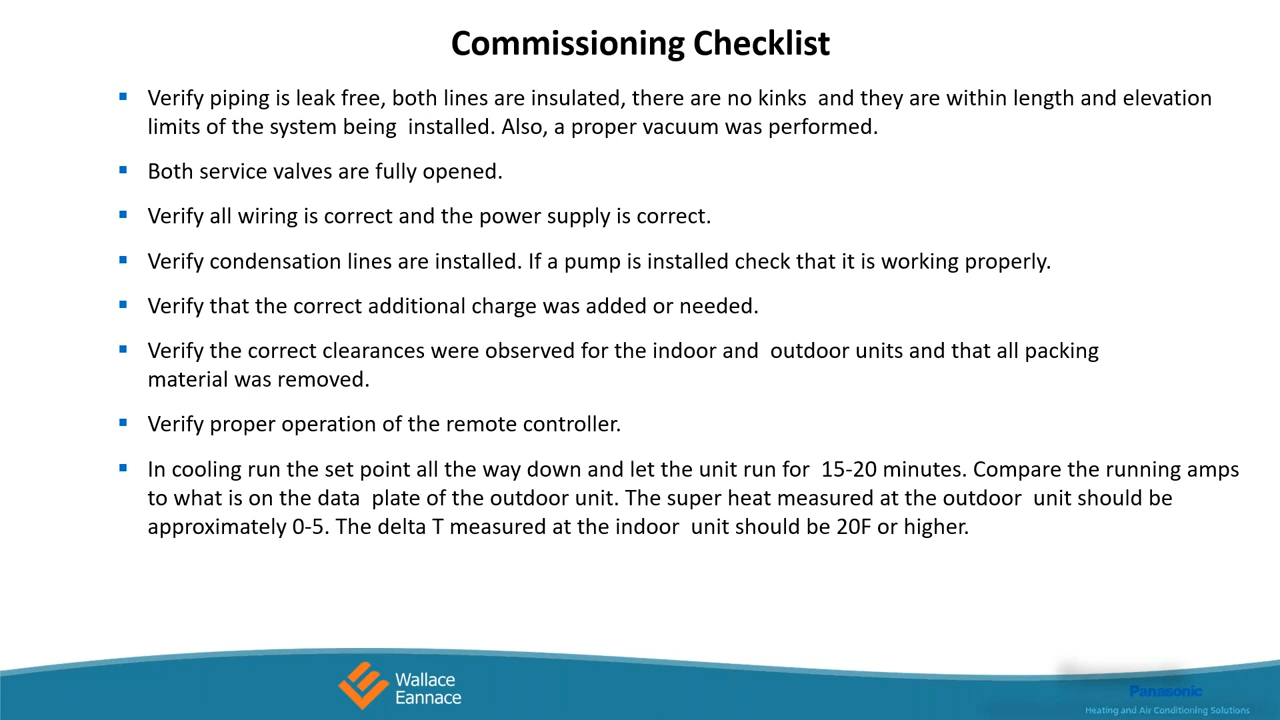 Commissioning Checklist
Verify piping is leak free, both lines are insulated, there are no kinks  and they are within length and elevation
limits of the system being  installed. Also, a proper vacuum was performed.
Both service valves are fully opened.
Verify all wiring is correct and the power supply is correct.
Verify condensation lines are installed. If a pump is installed check that it is working properly.
Verify that the correct additional charge was added or needed.
Verify the correct clearances were observed for the indoor and  outdoor units and that all packing
material was removed.
Verify proper operation of the remote controller.
In cooling run the set point all the way down and let the unit run for  15-20 minutes. Compare the running amps
to what is on the data  plate of the outdoor unit. The super heat measured at the outdoor  unit should be
approximately 0-5. The delta T measured at the indoor  unit should be 20F or higher.
Wallace
Eannace
Panasonic
Heating and Air Conditioning Solutions